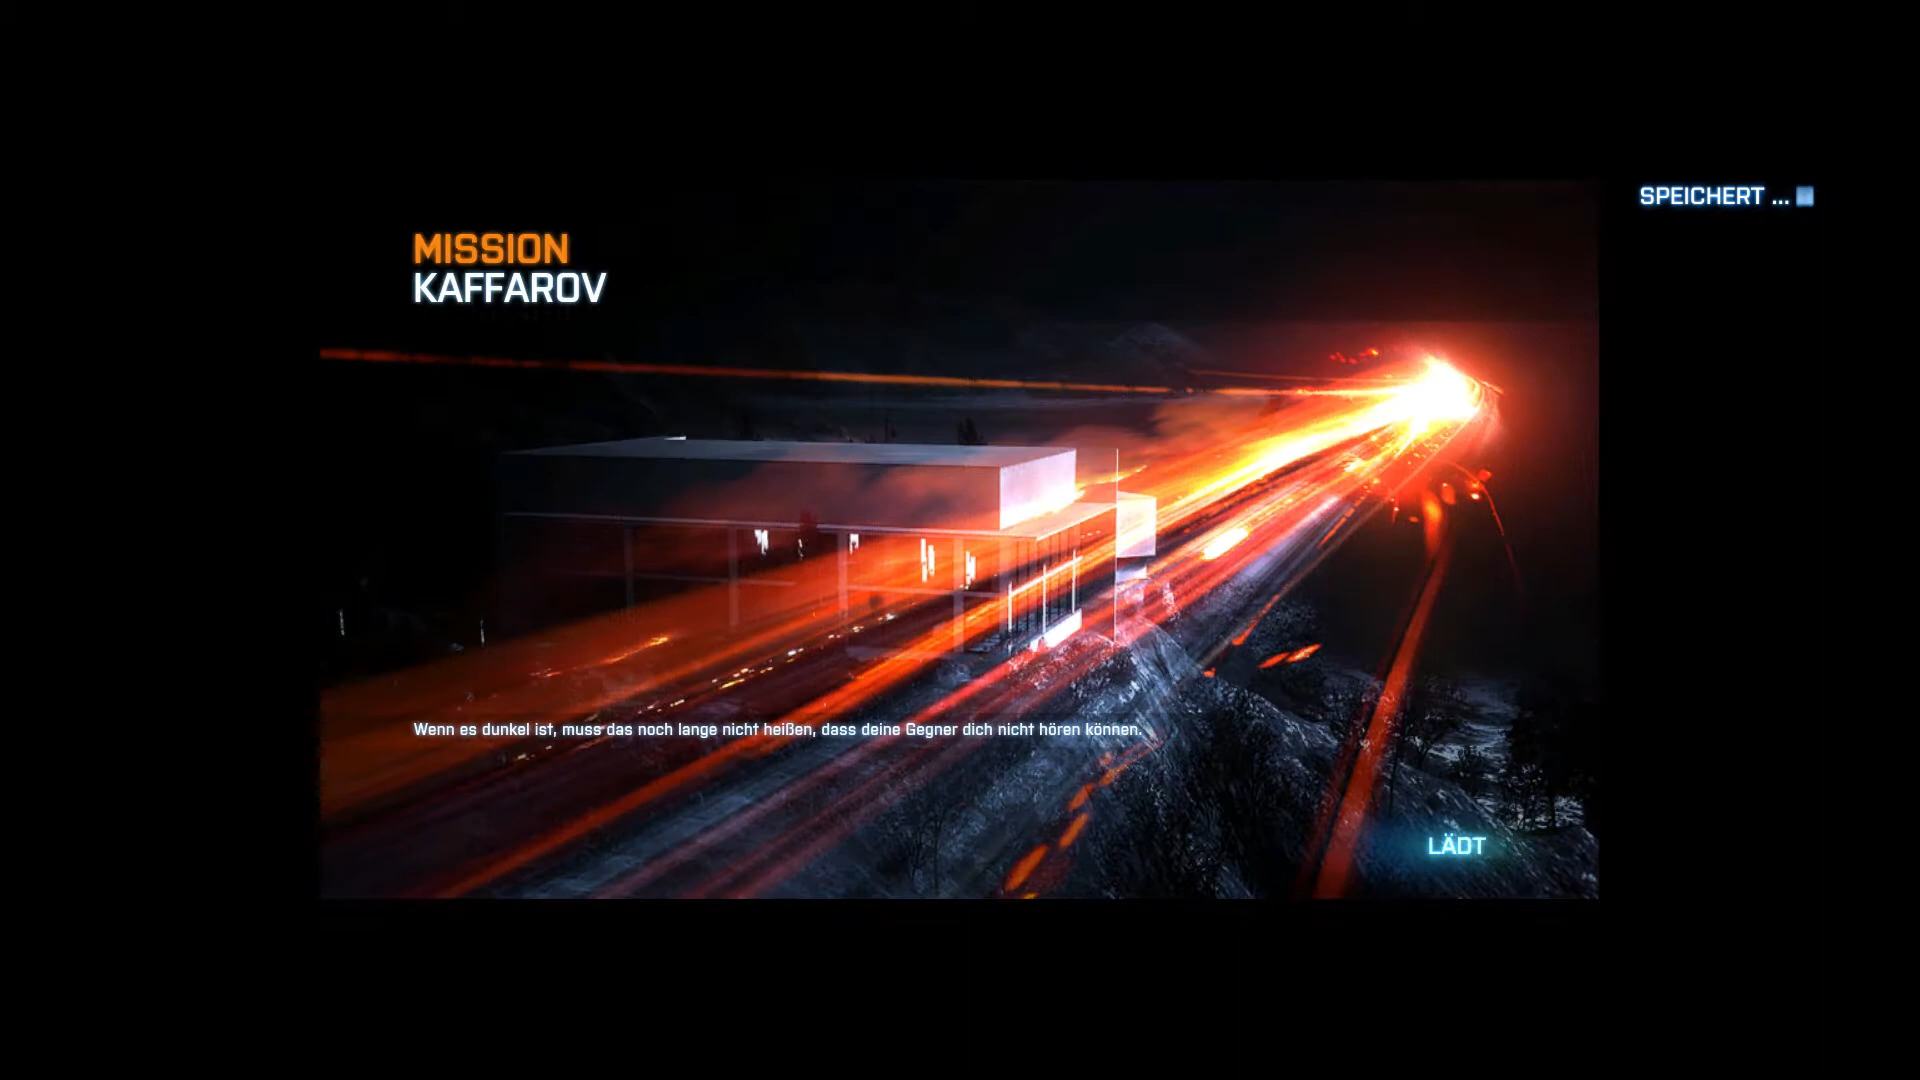 SPEICHERT ...
MISSION
KAFFAROV
Wenn es dunkel ist, muss das noch lange nicht heißen, dass deine Gegner dich nicht hören können.
LÄDT